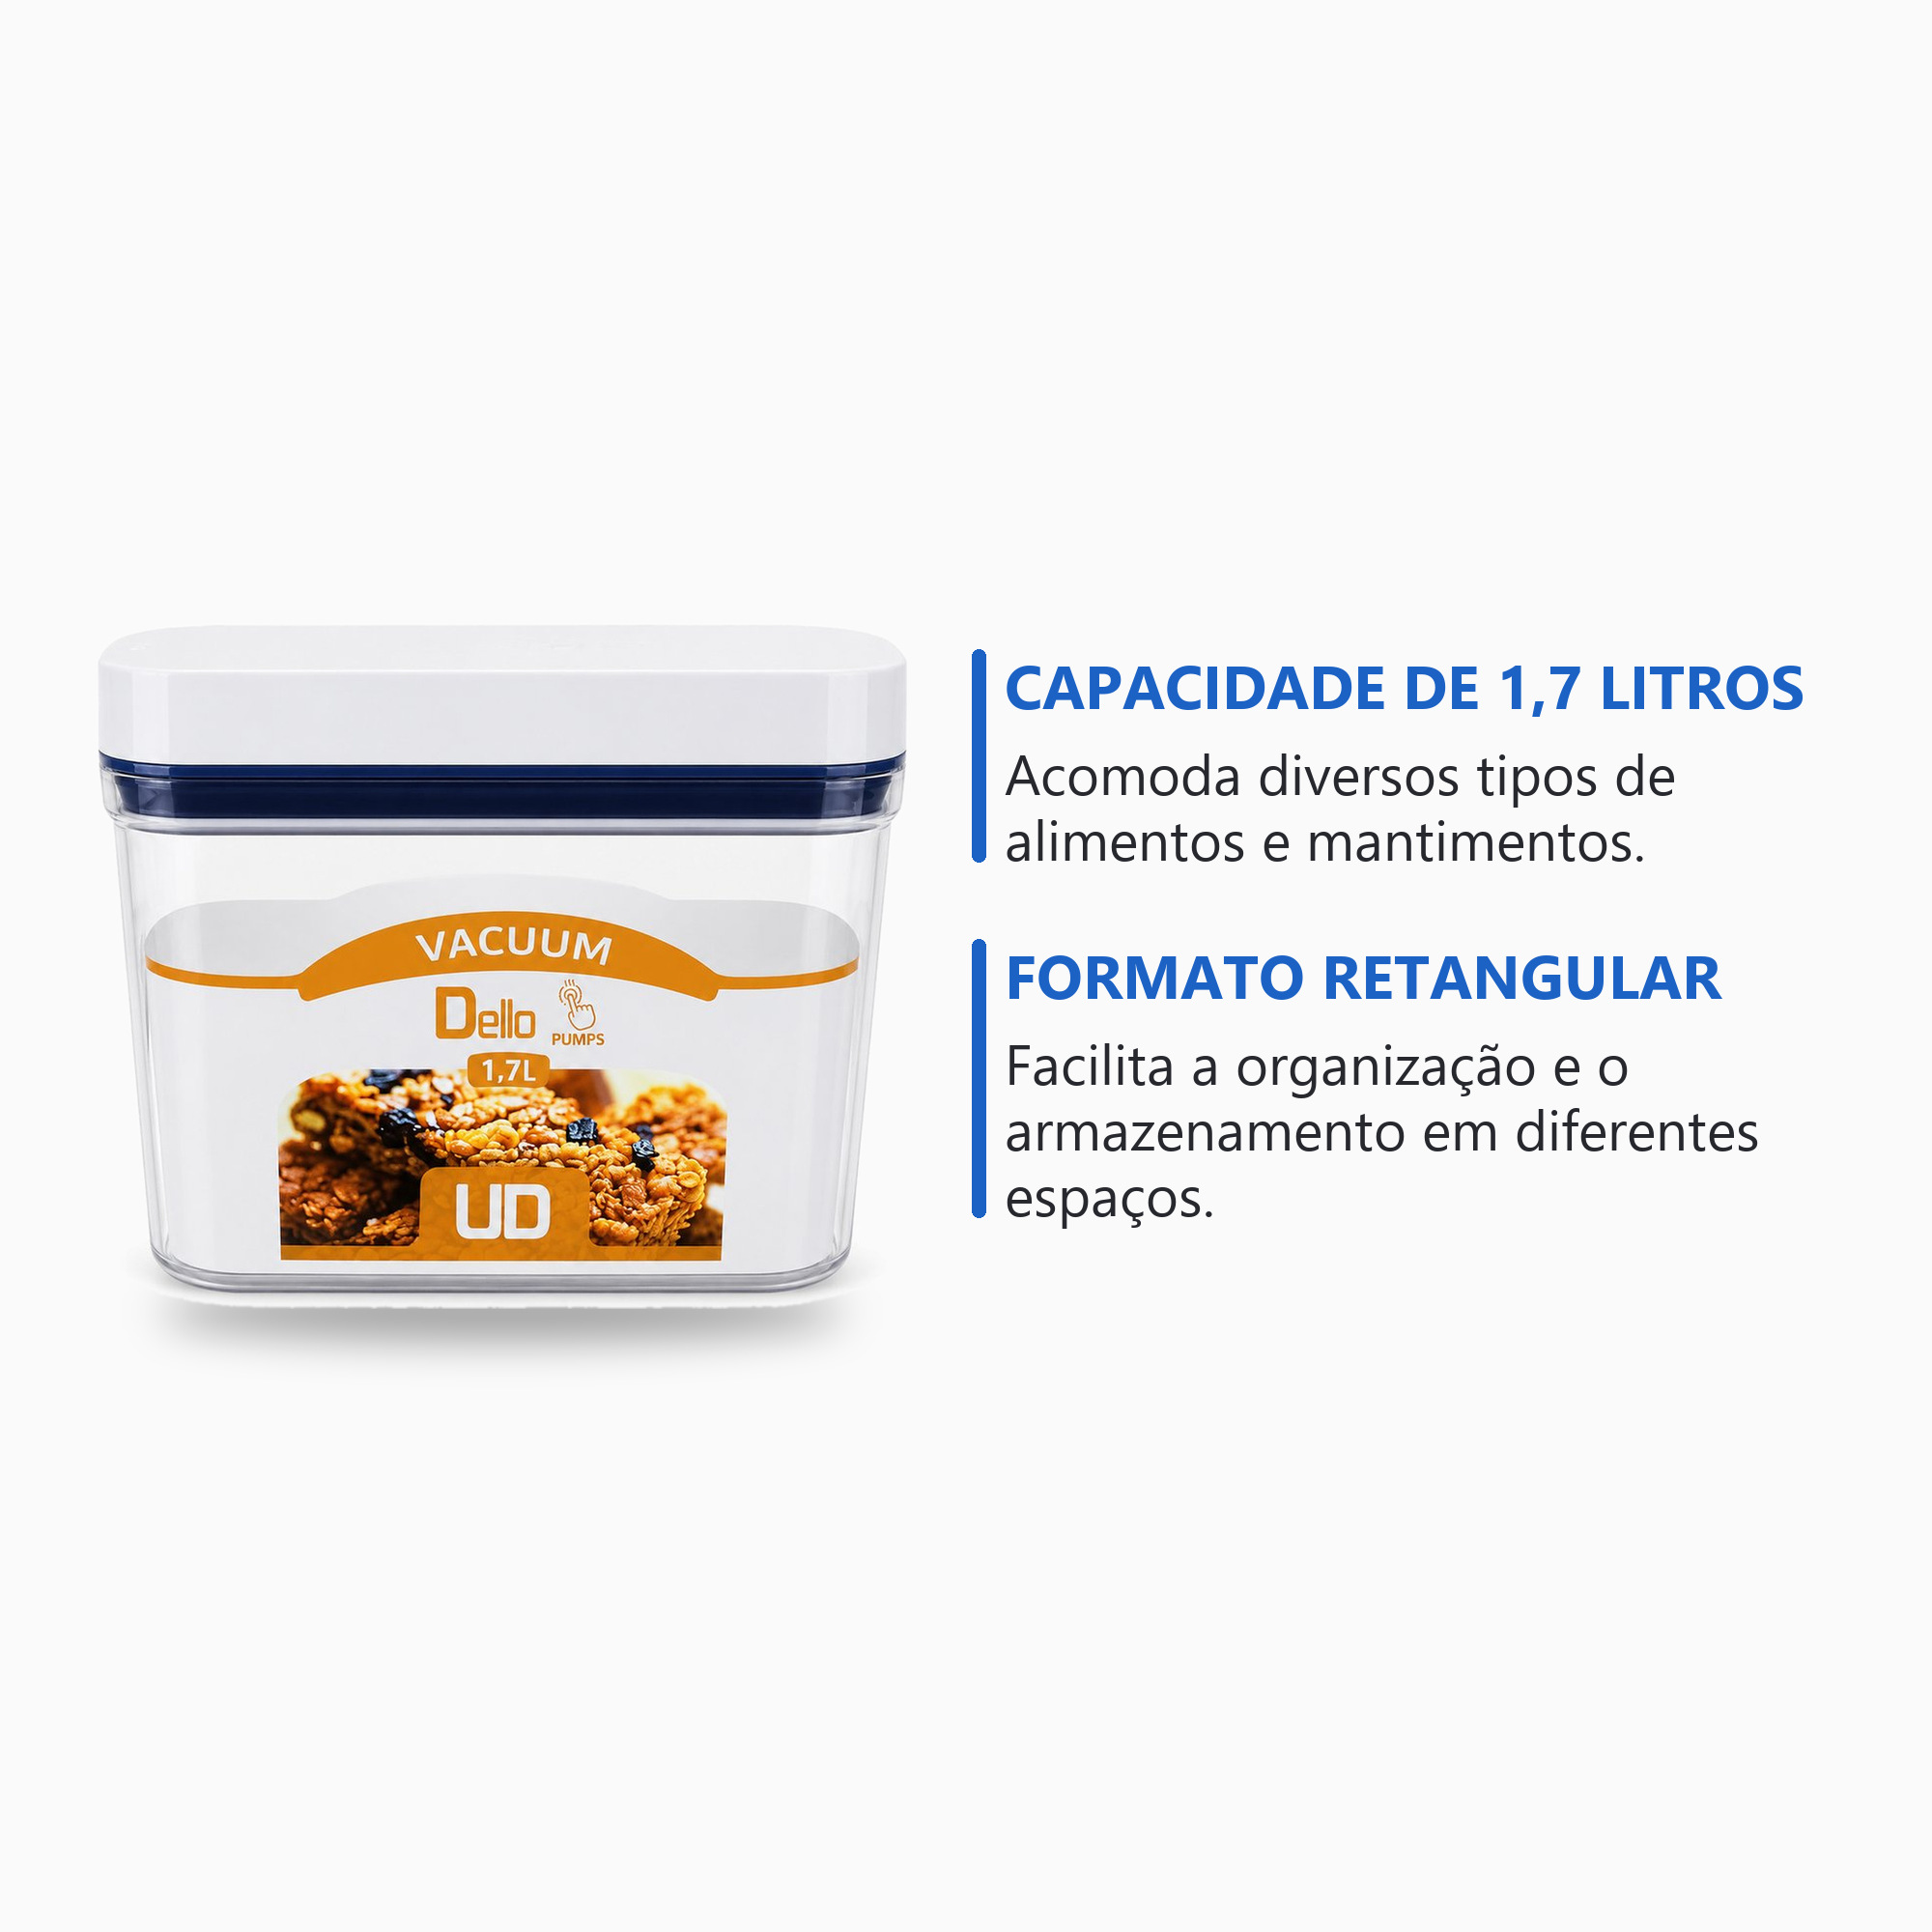 VACUUM
Dello
PUMPS
1,7L
UD
CAPACIDADE DE 1,7 LITROS
Acomoda diversos tipos de
alimentos e mantimentos.
FORMATO RETANGULAR
Facilita a organização e o
armazenamento em diferentes
espaços.